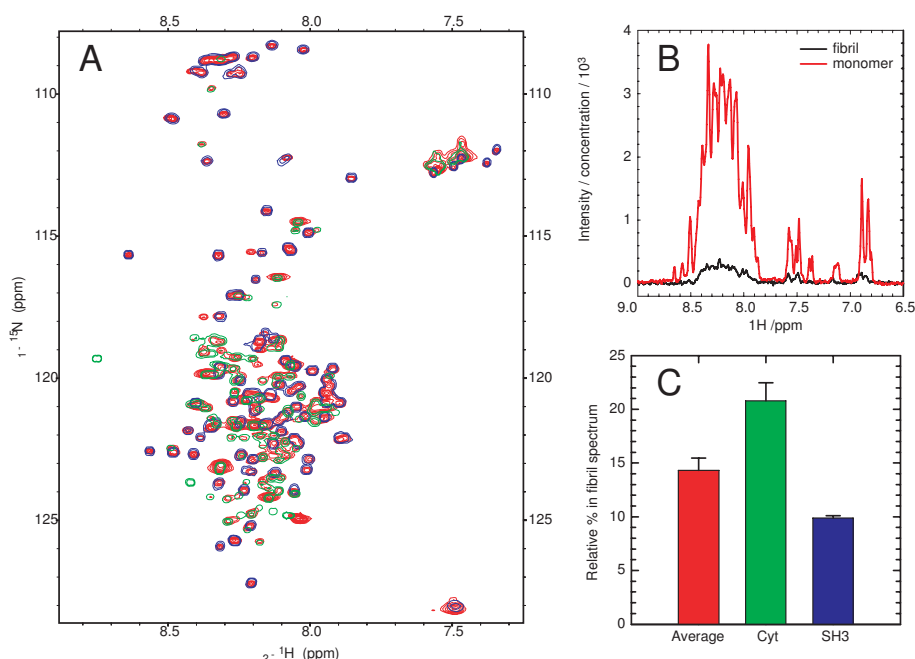 8.5 8.0 7.5
A
110
115
120
125
1 - ¹⁵N (ppm)
8.5 8.0 7.5
2 - ¹H (ppm)
B
fibril
monomer
4
3
2
1
0
Intensity / concentration / 10³
9.0 8.5 8.0 7.5 7.0 6.5
1H /ppm
C
25
20
15
10
5
0
Relative % in fibril spectrum
Average Cyt SH3